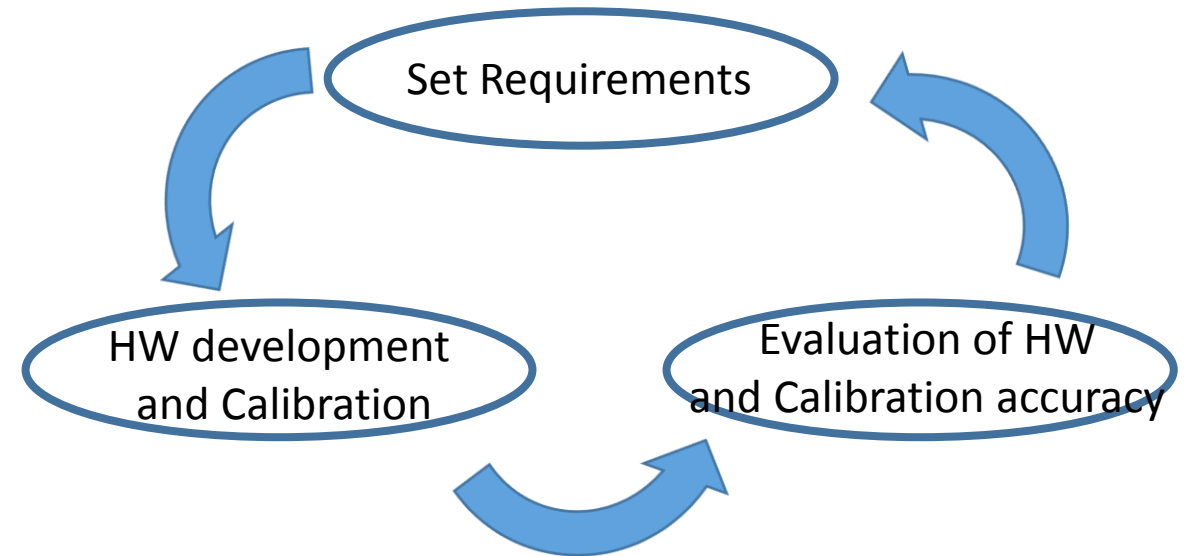 Set Requirements
HW development
and Calibration
Evaluation of HW
and Calibration accuracy